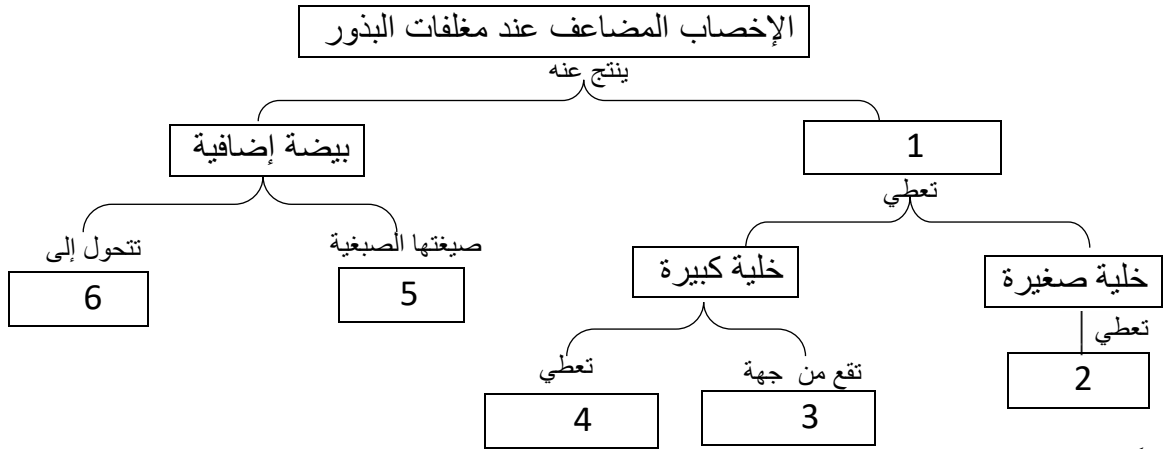 الإخصاب المضاعف عند مغلفات البذور
ينتج عنه
1
بيضة إضافية
تعطي
خلية صغيرة
خلية كبيرة
صيغتها الصبغية
تتحول إلى
5
6
تعطي
2
تقع من جهة
تعطي
3
4